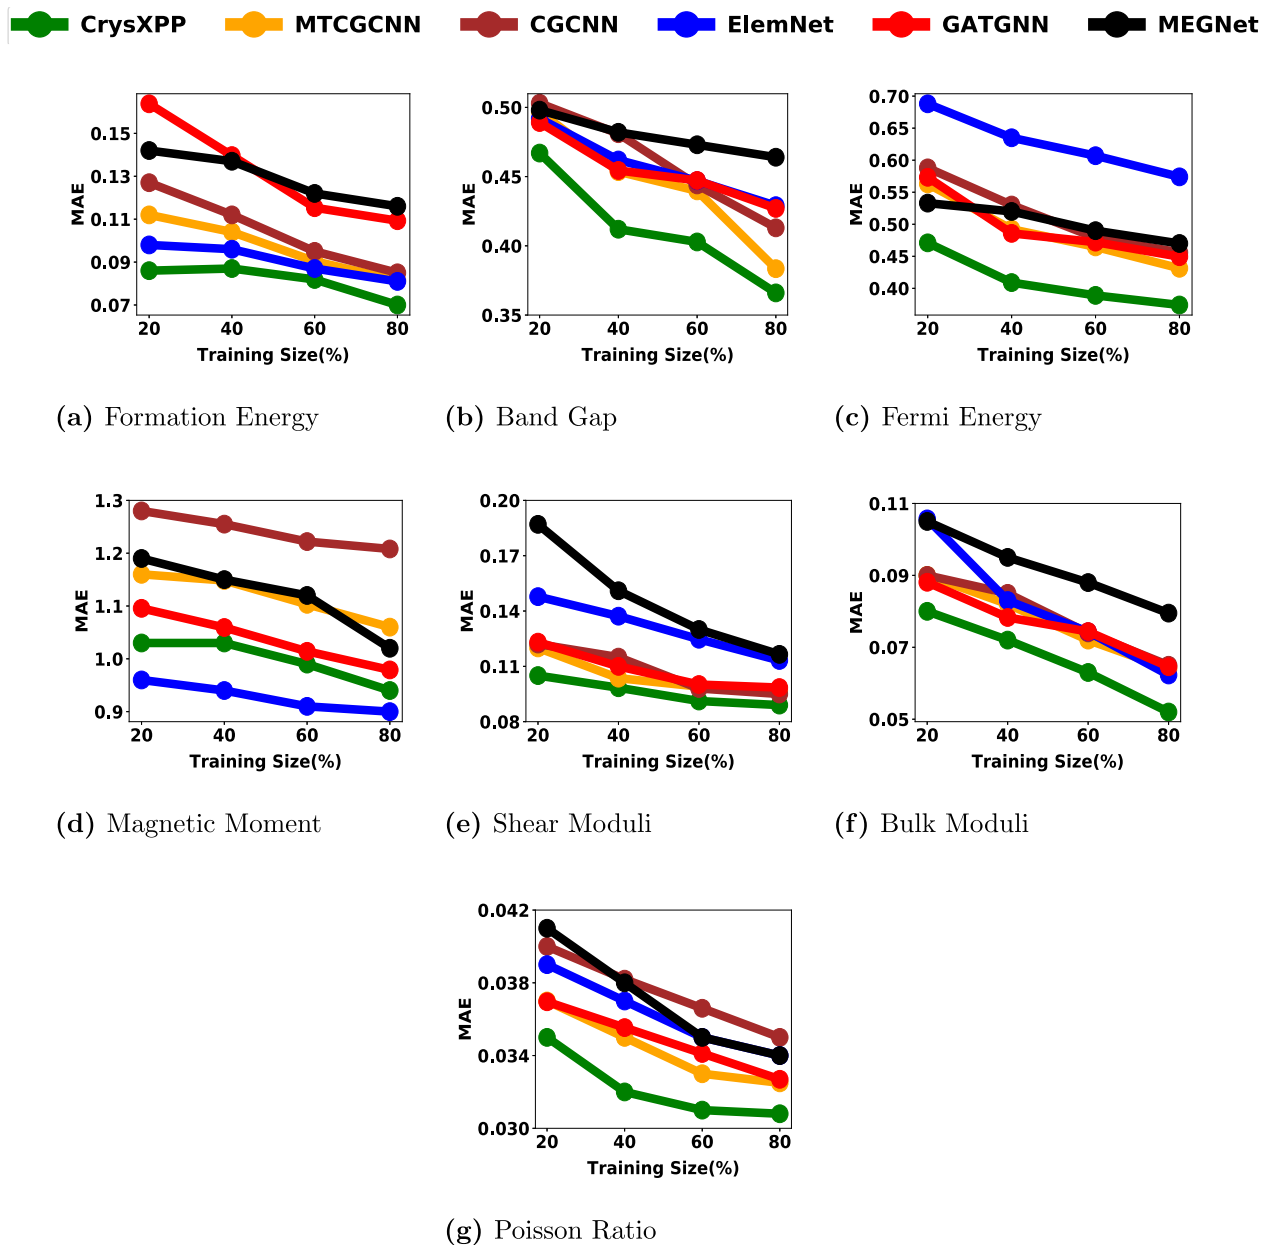 CrysXPP MTCGCNN CGCNN ElemNet GATGNN MEGNet
MAE
0.15
0.13
0.11
0.09
0.07
20 40 60 80
Training Size(%)
(a) Formation Energy
MAE
0.50
0.45
0.40
0.35
20 40 60 80
Training Size(%)
(b) Band Gap
MAE
0.70
0.65
0.60
0.55
0.50
0.45
0.40
20 40 60 80
Training Size(%)
(c) Fermi Energy
MAE
1.3
1.2
1.1
1.0
0.9
20 40 60 80
Training Size(%)
(d) Magnetic Moment
MAE
0.20
0.17
0.14
0.11
0.08
20 40 60 80
Training Size(%)
(e) Shear Moduli
MAE
0.11
0.09
0.07
0.05
20 40 60 80
Training Size(%)
(f) Bulk Moduli
MAE
0.042
0.038
0.034
0.030
20 40 60 80
Training Size(%)
(g) Poisson Ratio